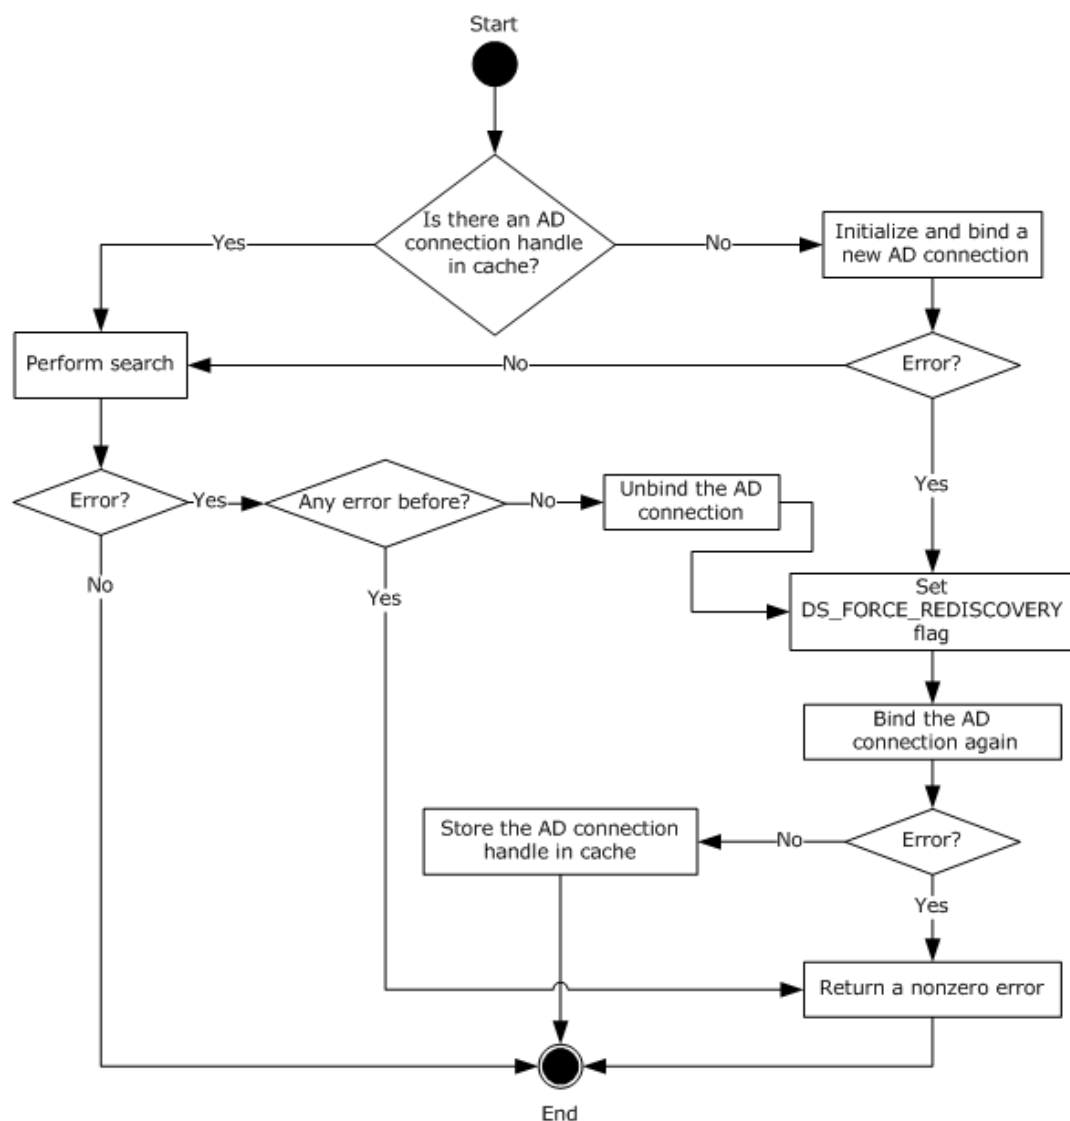 Start
Is there an AD
connection handle
in cache?
Yes
No
Initialize and bind a
new AD connection
Perform search
No
Error?
Error?
Yes
Any error before?
No
Unbind the AD
connection
Yes
No
Yes
Set
DS_FORCE_REDISCOVERY
flag
Bind the AD
connection again
Store the AD connection
handle in cache
No
Error?
Yes
Return a nonzero error
End